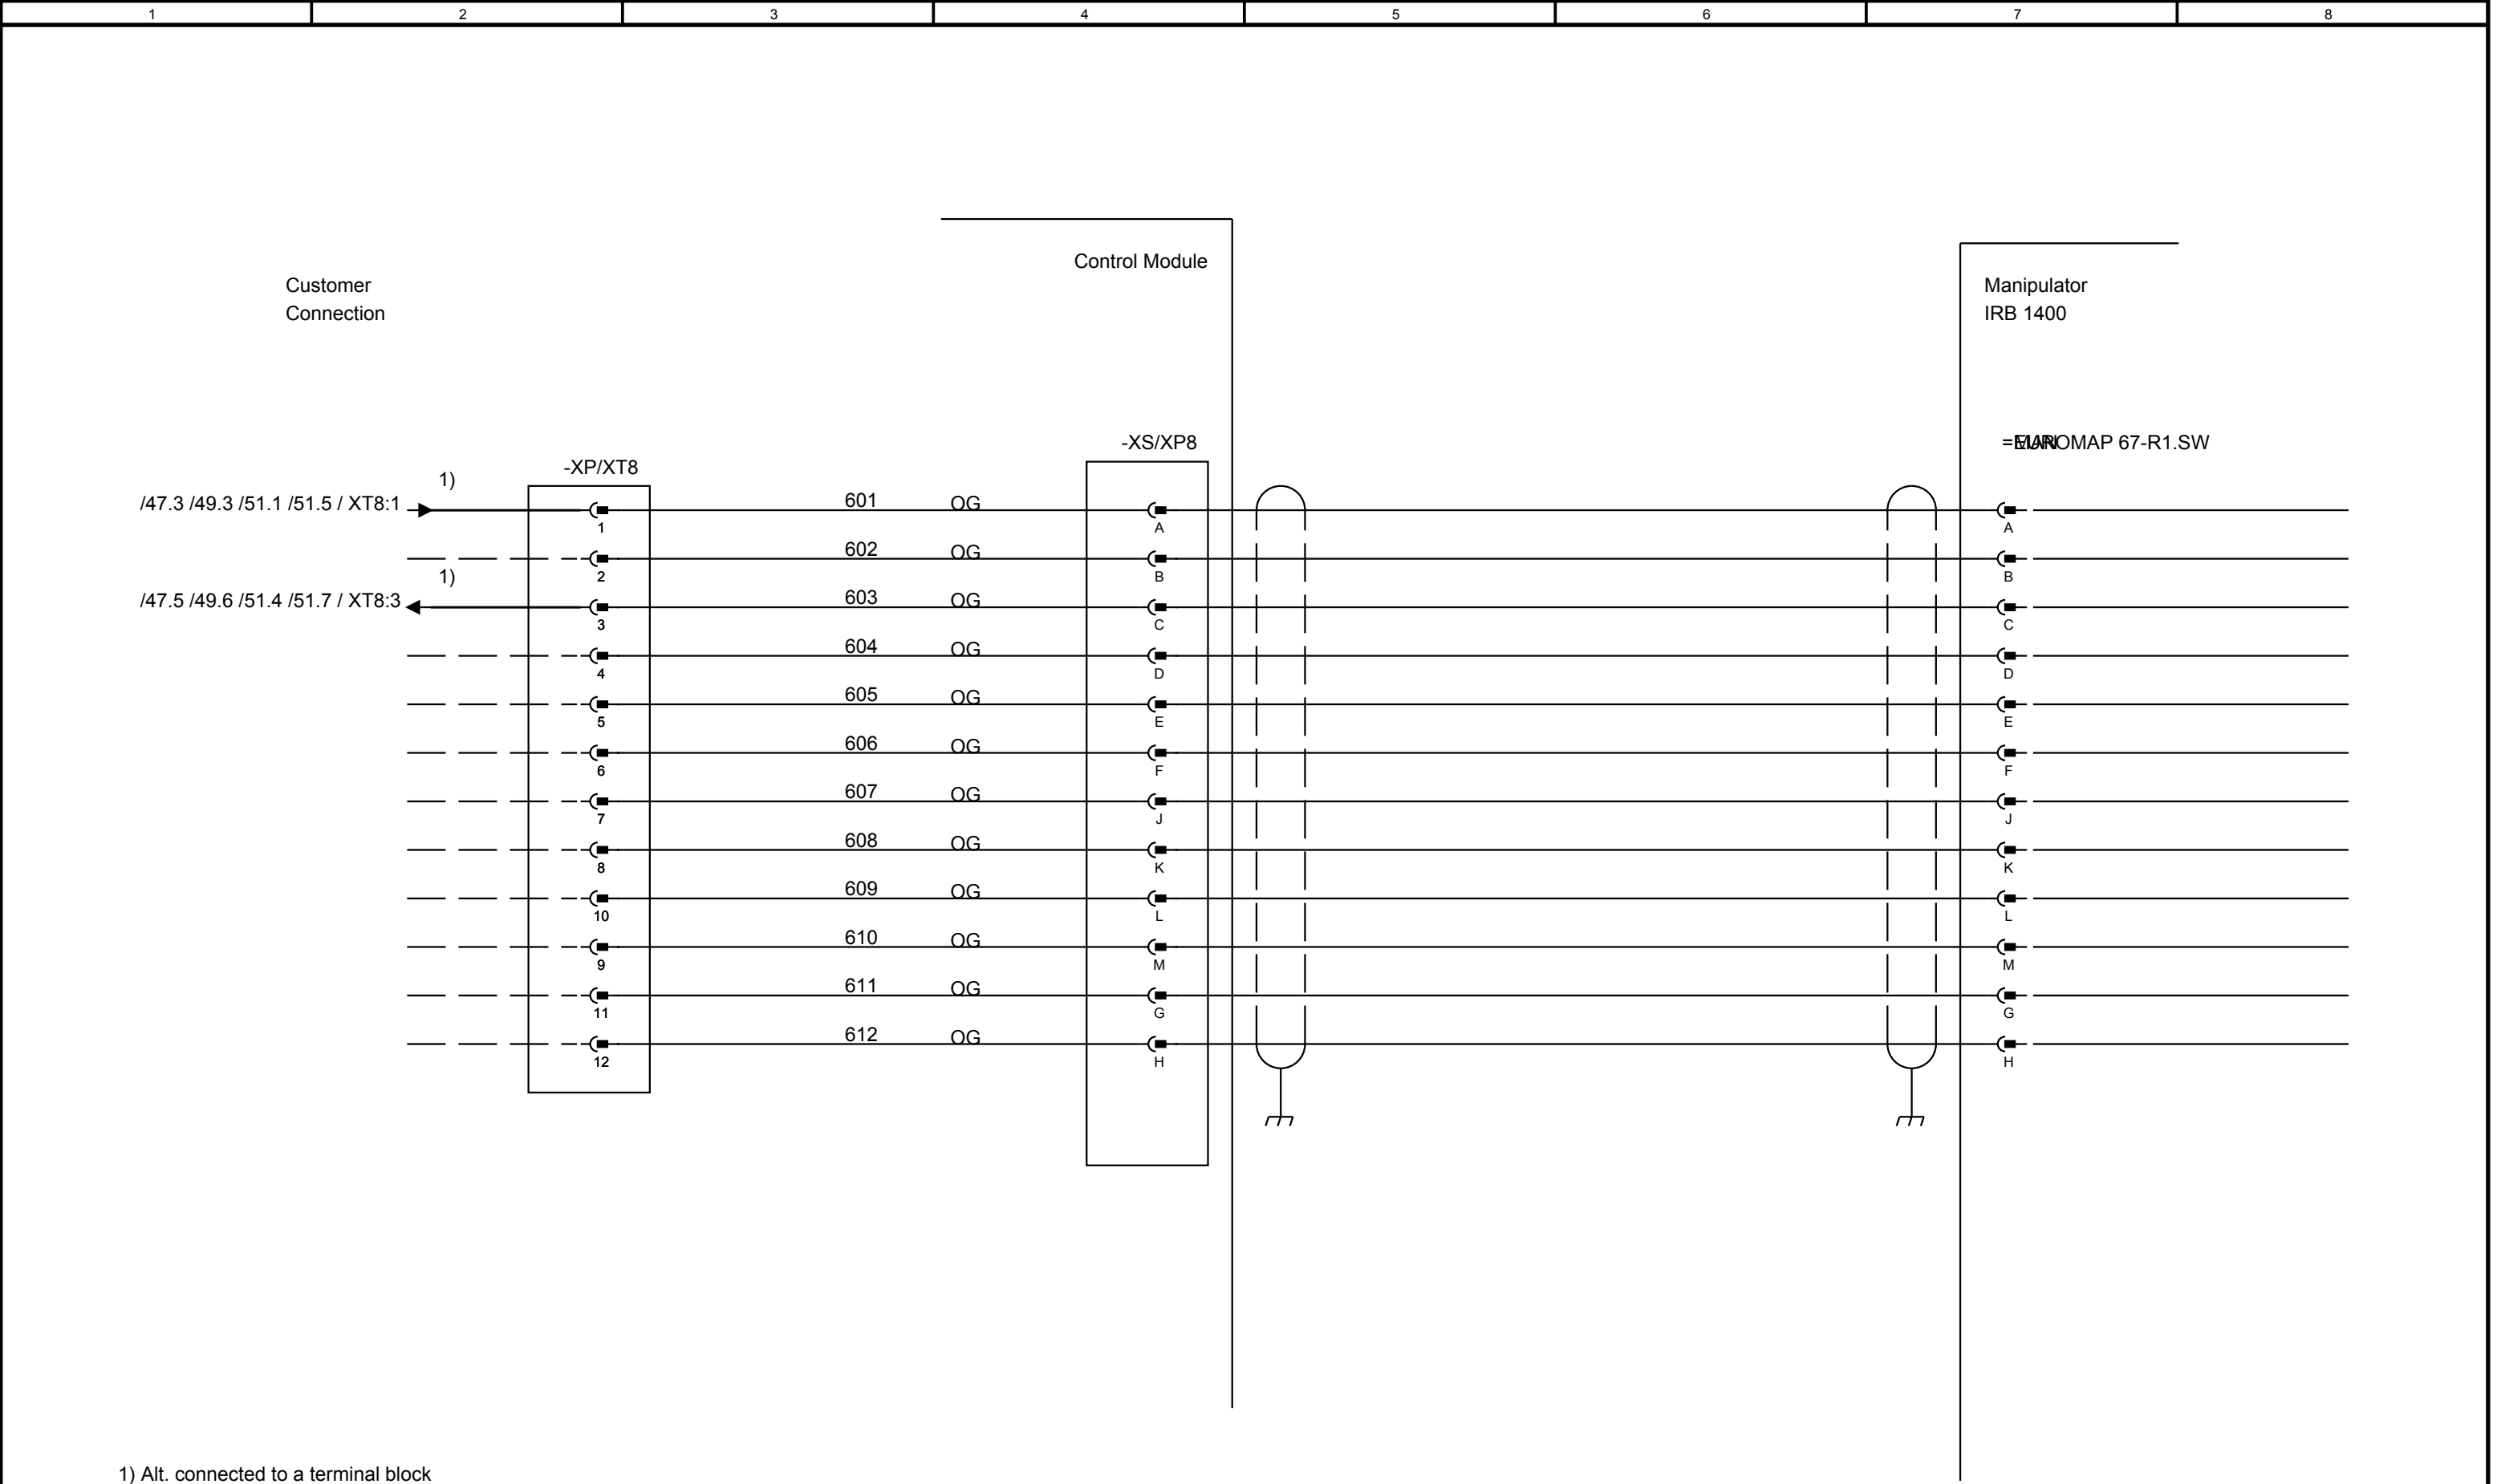 1 2 3 4 5 6 7 8
Control Module
Customer
Connection
Manipulator
IRB 1400
-XP/XT8
-XS/XP8
MAP 67-R1.SW
1)
/47.3 /49.3 /51.1 /51.5 / XT8:1
1 601 OG A A
2 602 OG B B
1)
/47.5 /49.6 /51.4 /51.7 / XT8:3
3 603 OG C C
4 604 OG D D
5 605 OG E E
6 606 OG F F
7 607 OG J J
8 608 OG K K
10 609 OG L L
9 610 OG M M
11 611 OG G G
12 612 OG H H
1) Alt. connected to a terminal block